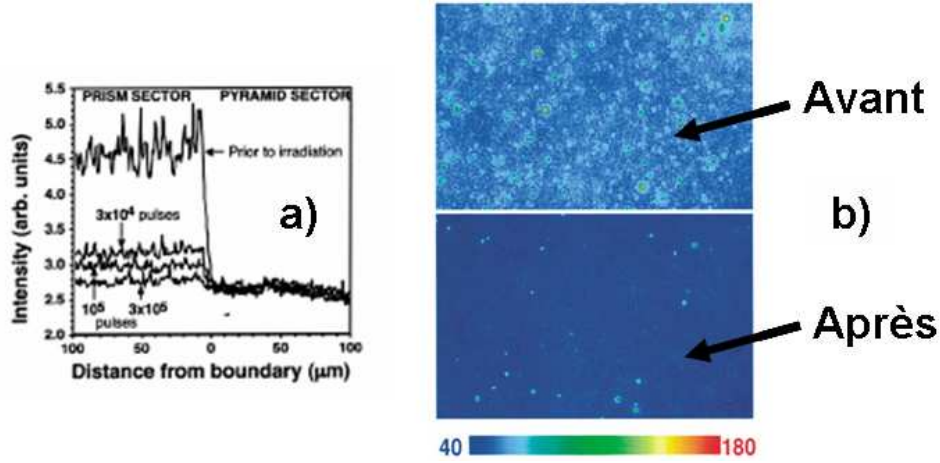 5.5
5.0
4.5
4.0
3.5
3.0
2.5
2.0
Intensity (arb. units)
PRISM SECTOR PYRAMID SECTOR
Prior to irradiation
a)
3x10⁴ pulses
10⁵ pulses
3x10⁵
100 50 0 50 100
Distance from boundary (μm)
Avant
b)
Après
40 180